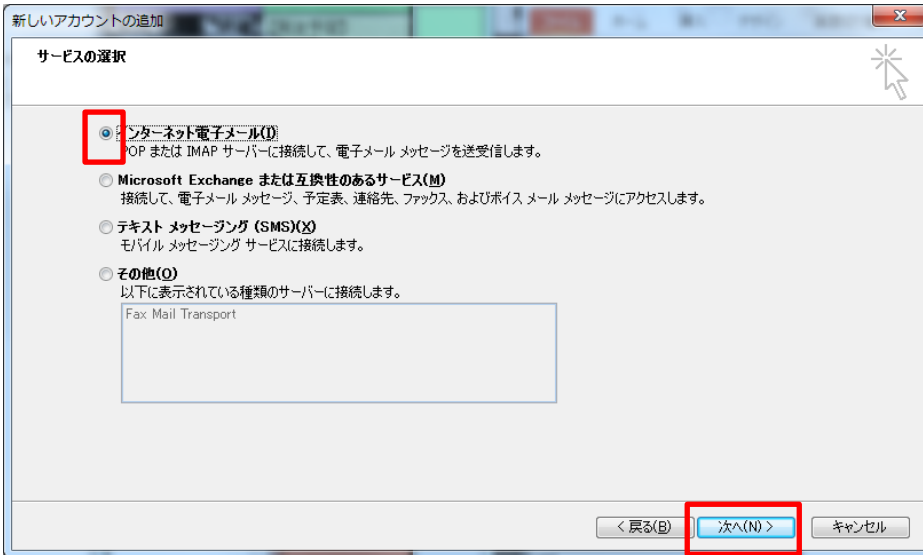 新しいアカウントの追加
サービスの選択
インターネット電子メール(I)
POP または IMAP サーバーに接続して、電子メール メッセージを送受信します。
Microsoft Exchange または互換性のあるサービス(M)
接続して、電子メール メッセージ、予定表、連絡先、ファックス、およびボイス メール メッセージにアクセスします。
テキスト メッセージング (SMS)(X)
モバイル メッセージング サービスに接続します。
その他(O)
以下に表示されている種類のサーバーに接続します。
Fax Mail Transport
< 戻る(B) 次へ(N) > キャンセル